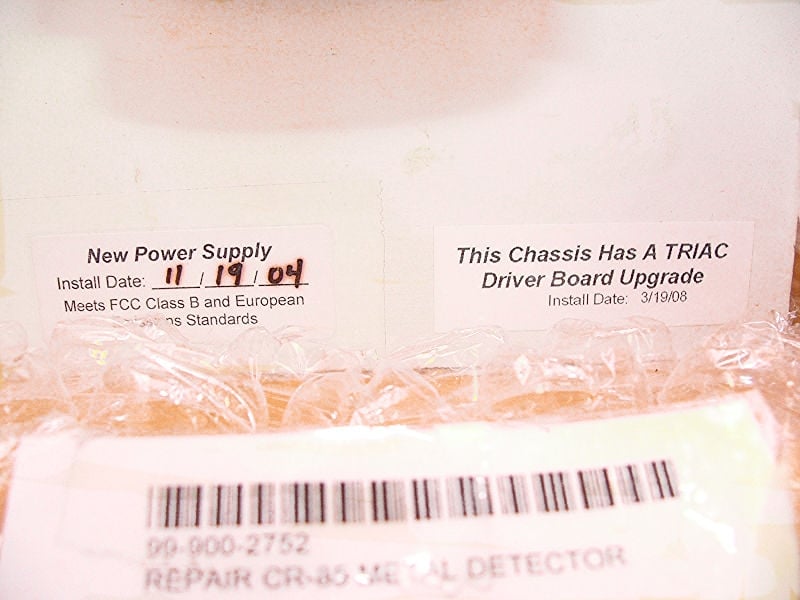 New Power Supply
Install Date: 11 / 19 / 04
Meets FCC Class B and European
Standards
This Chassis Has A TRIAC
Driver Board Upgrade
Install Date: 3/19/08
99-900-2752
REPAIR CR-85 METAL DETECTOR